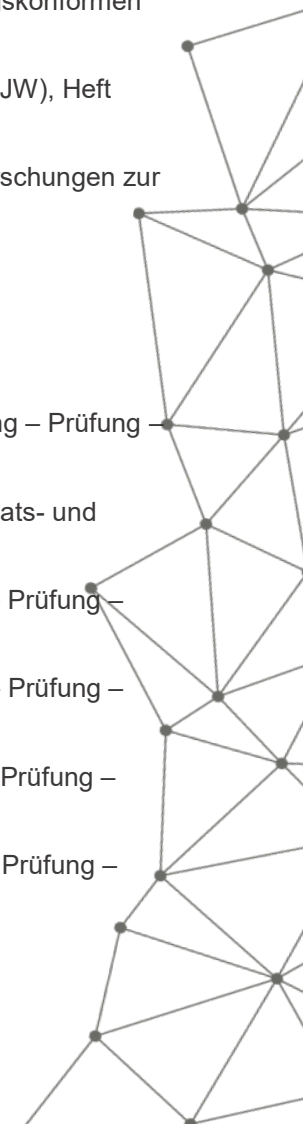 skonformen
JW), Heft
schungen zur
ng – Prüfung –
ats- und
Prüfung –
Prüfung –
Prüfung –
Prüfung –